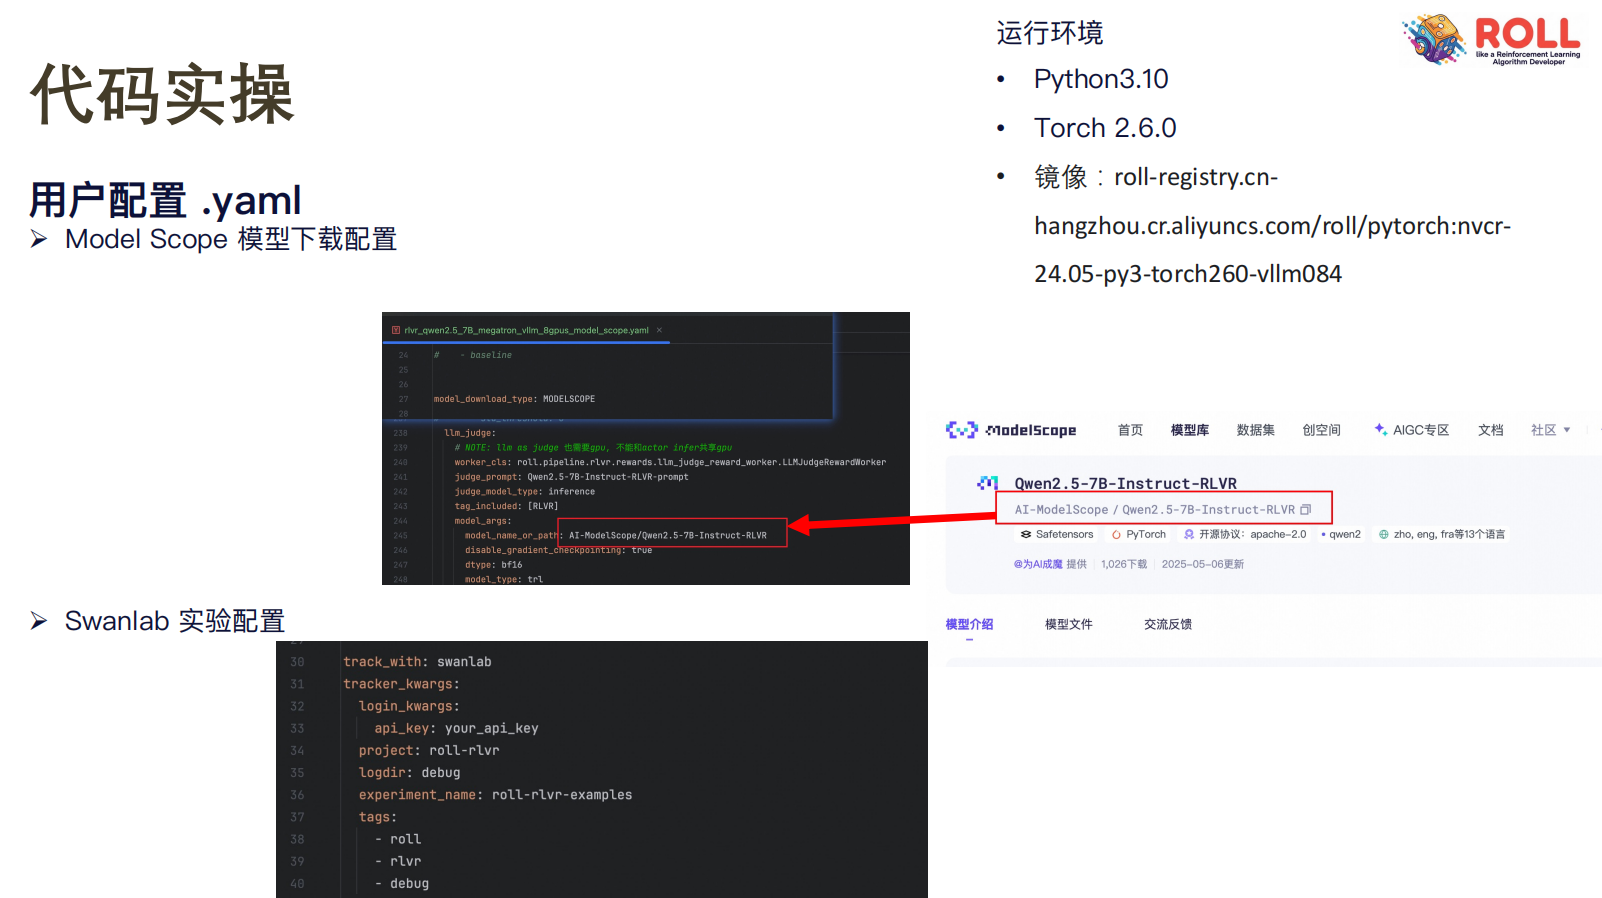 代码实操
用户配置 .yaml
➢ Model Scope 模型下载配置
运行环境
• Python3.10
• Torch 2.6.0
• 镜像：roll-registry.cn-
hangzhou.cr.aliyuncs.com/roll/pytorch:nvcr-
24.05-py3-torch260-vllm084
ROLL
like a Reinforcement Learning
Algorithm Developer
rlvr_qwen2.5_7B_megatron_vllm_8gpus_model_scope.yaml ×
24 # - baseline
25
26
27 model_download_type: MODELSCOPE
28
238 llm_judge:
239 # NOTE: llm as judge 也需要gpu, 不能和actor infer共享gpu
240 worker_cls: roll.pipeline.rlvr.rewards.llm_judge_reward_worker.LLMJudgeRewardWorker
241 judge_prompt: Qwen2.5-7B-Instruct-RLVR-prompt
242 judge_model_type: inference
243 tag_included: [RLVR]
244 model_args:
245 model_name_or_path: AI-ModelScope/Qwen2.5-7B-Instruct-RLVR
246 disable_gradient_checkpointing: true
247 dtype: bf16
248 model_type: trl
ModelScope 首页 模型库 数据集 创空间 AIGC专区 文档 社区
Qwen2.5-7B-Instruct-RLVR
AI-ModelScope / Qwen2.5-7B-Instruct-RLVR
Safetensors PyTorch 开源协议：apache-2.0 • qwen2 zho, eng, fra等13个语言
@为AI成魔 提供 1,026下载 2025-05-06更新
模型介绍 模型文件 交流反馈
➢ Swanlab 实验配置
30 track_with: swanlab
31 tracker_kwargs:
32 login_kwargs:
33 api_key: your_api_key
34 project: roll-rlvr
35 logdir: debug
36 experiment_name: roll-rlvr-examples
37 tags:
38 - roll
39 - rlvr
40 - debug